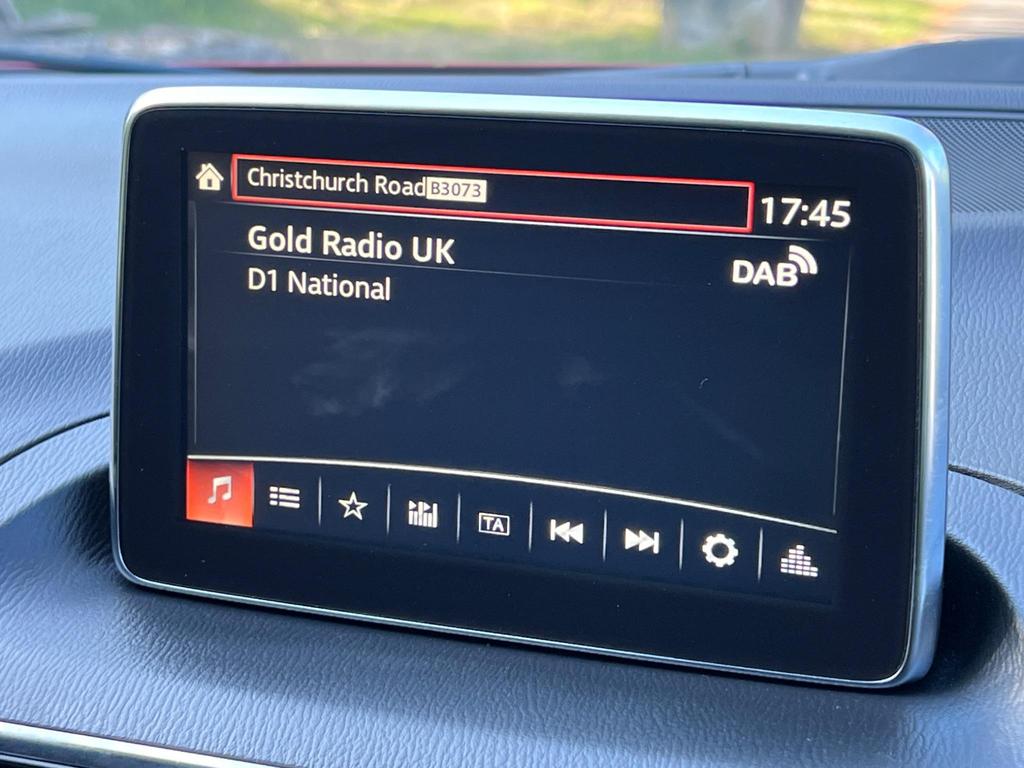 Christchurch Road B3073
17:45
Gold Radio UK
DAB
D1 National
TA